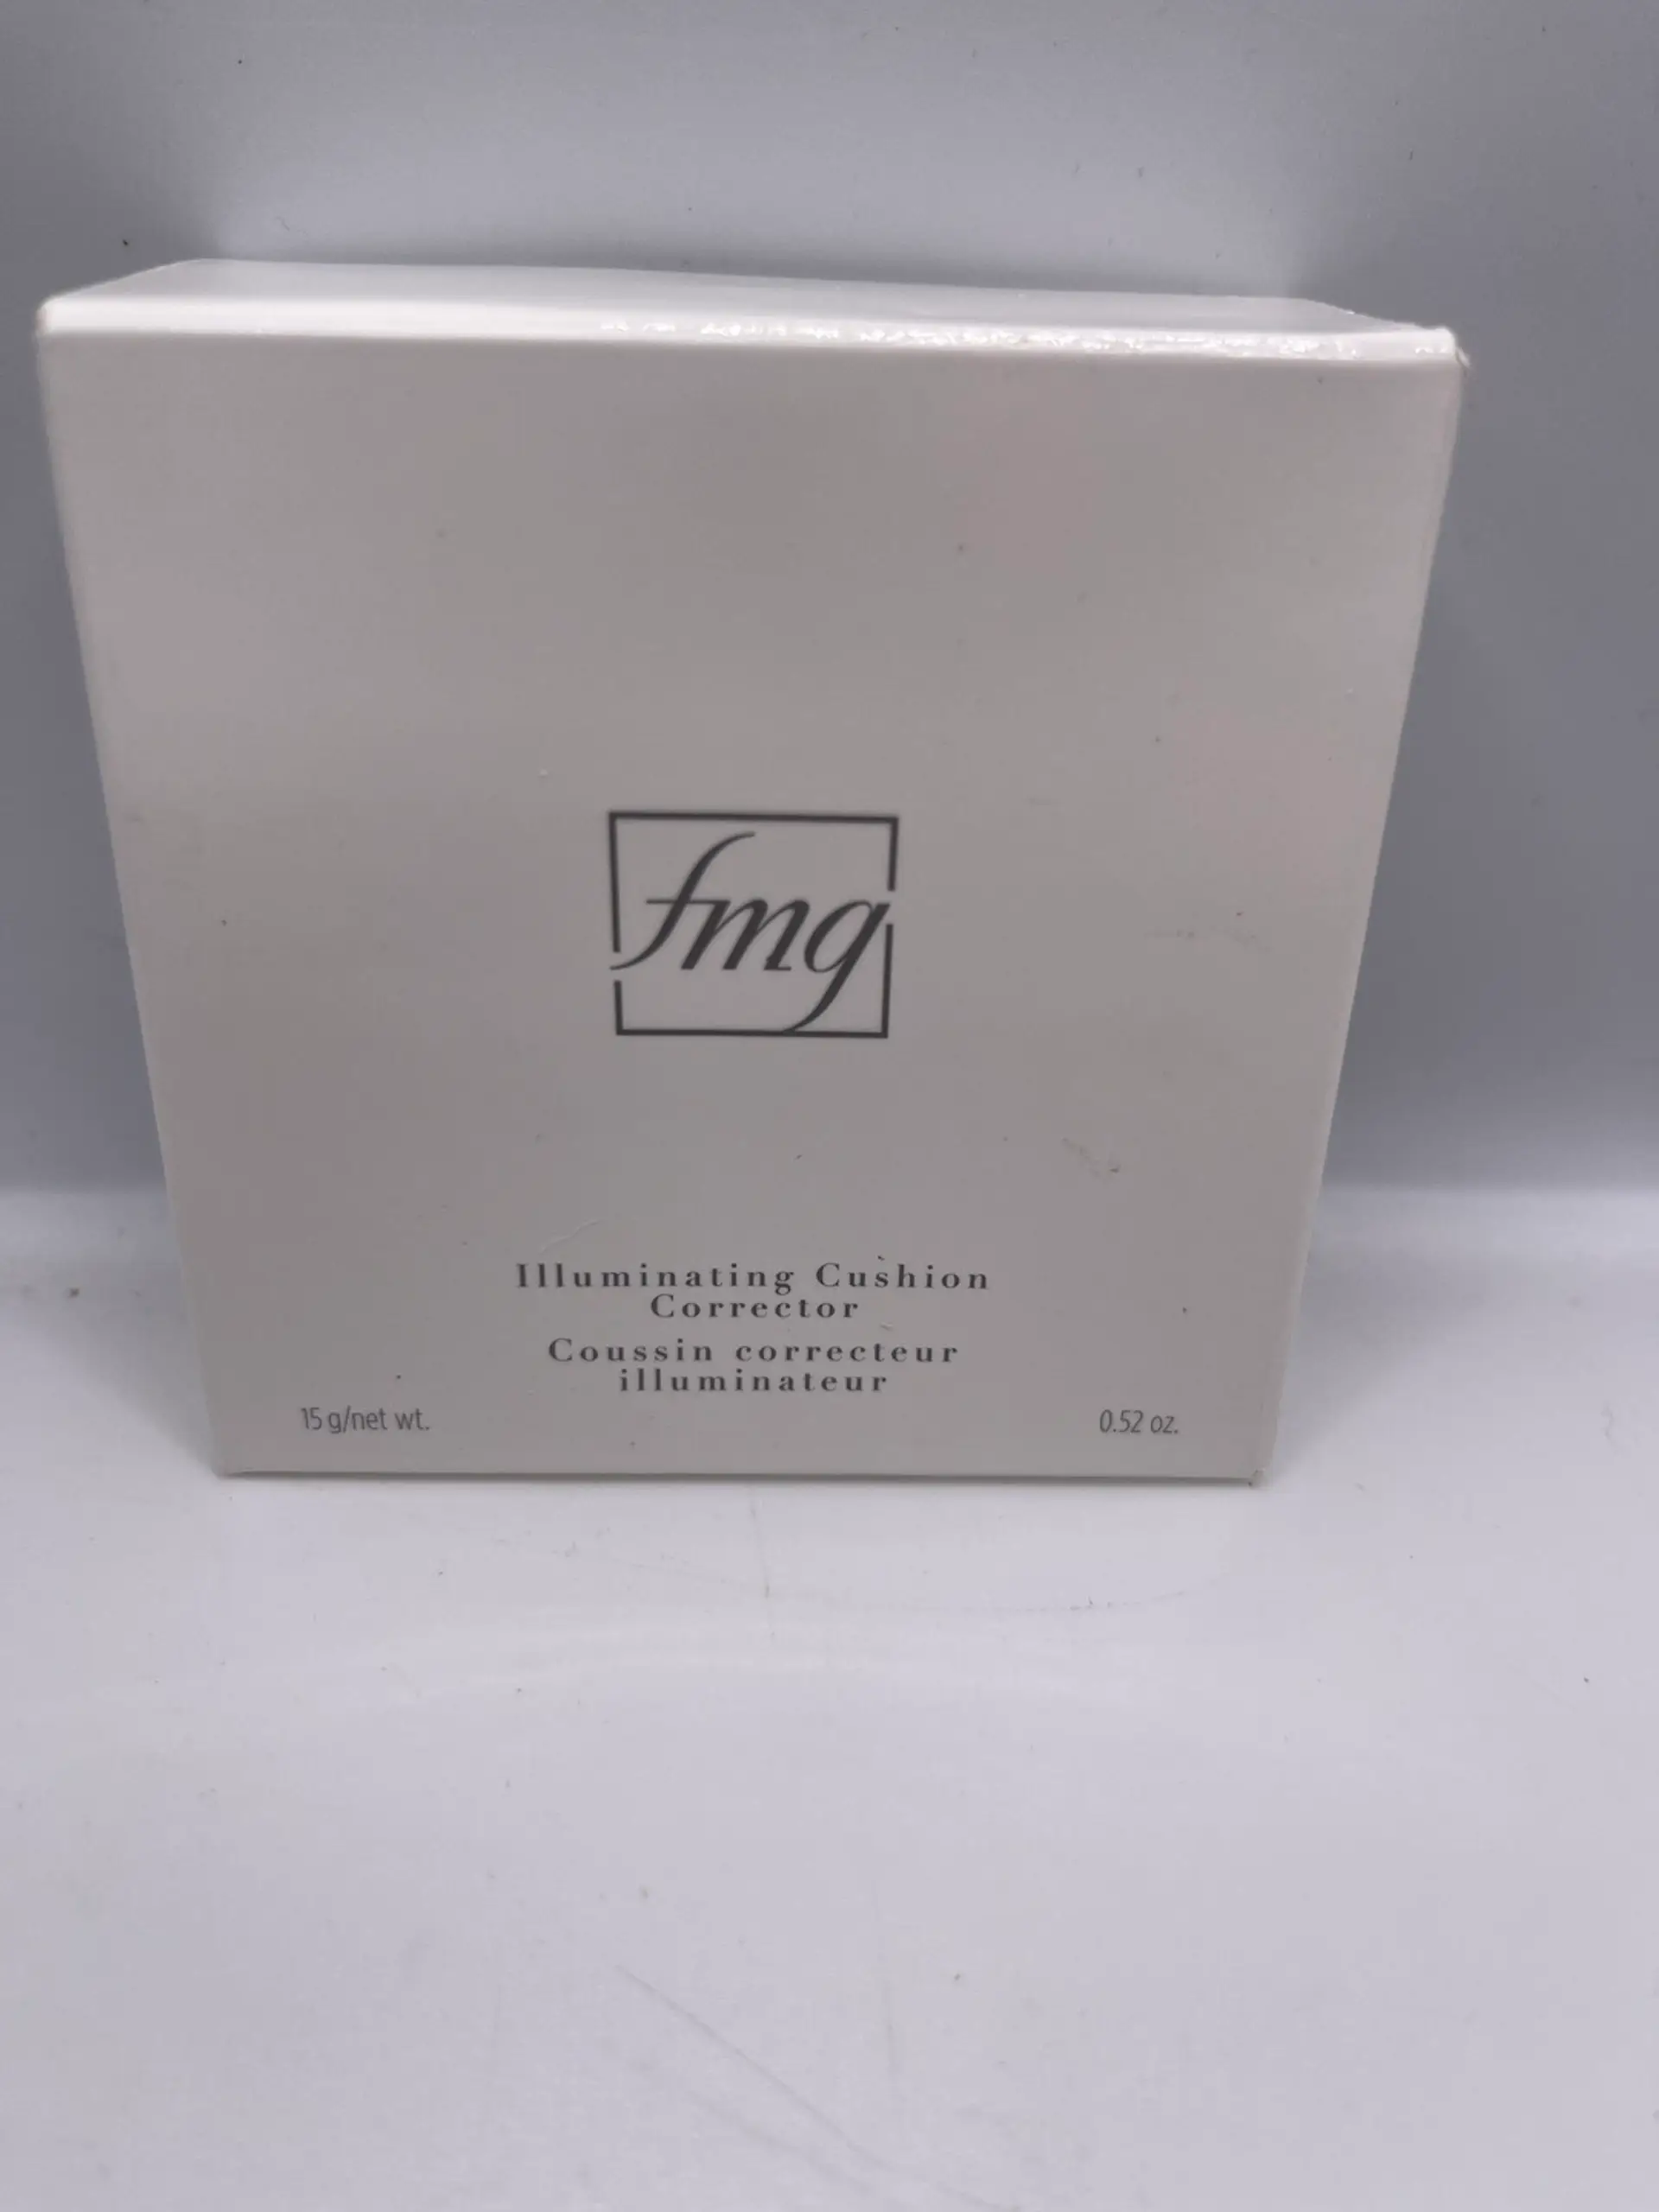 fmg
Illuminating Cushion
Corrector
Coussin correcteur
illuminateur
15 g/net wt. 0.52 oz.